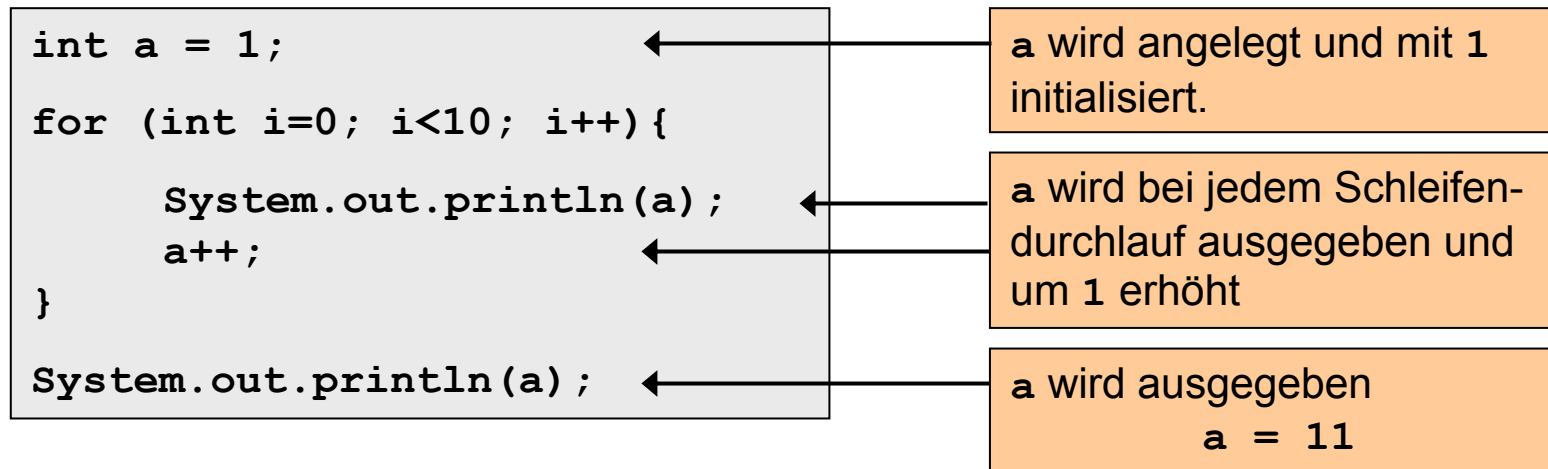 int a = 1;
for (int i=0; i<10; i++){
System.out.println(a);
a++;
}
System.out.println(a);
a wird angelegt und mit 1
initialisiert.
a wird bei jedem Schleifen-
durchlauf ausgegeben und
um 1 erhöht
a wird ausgegeben
a = 11